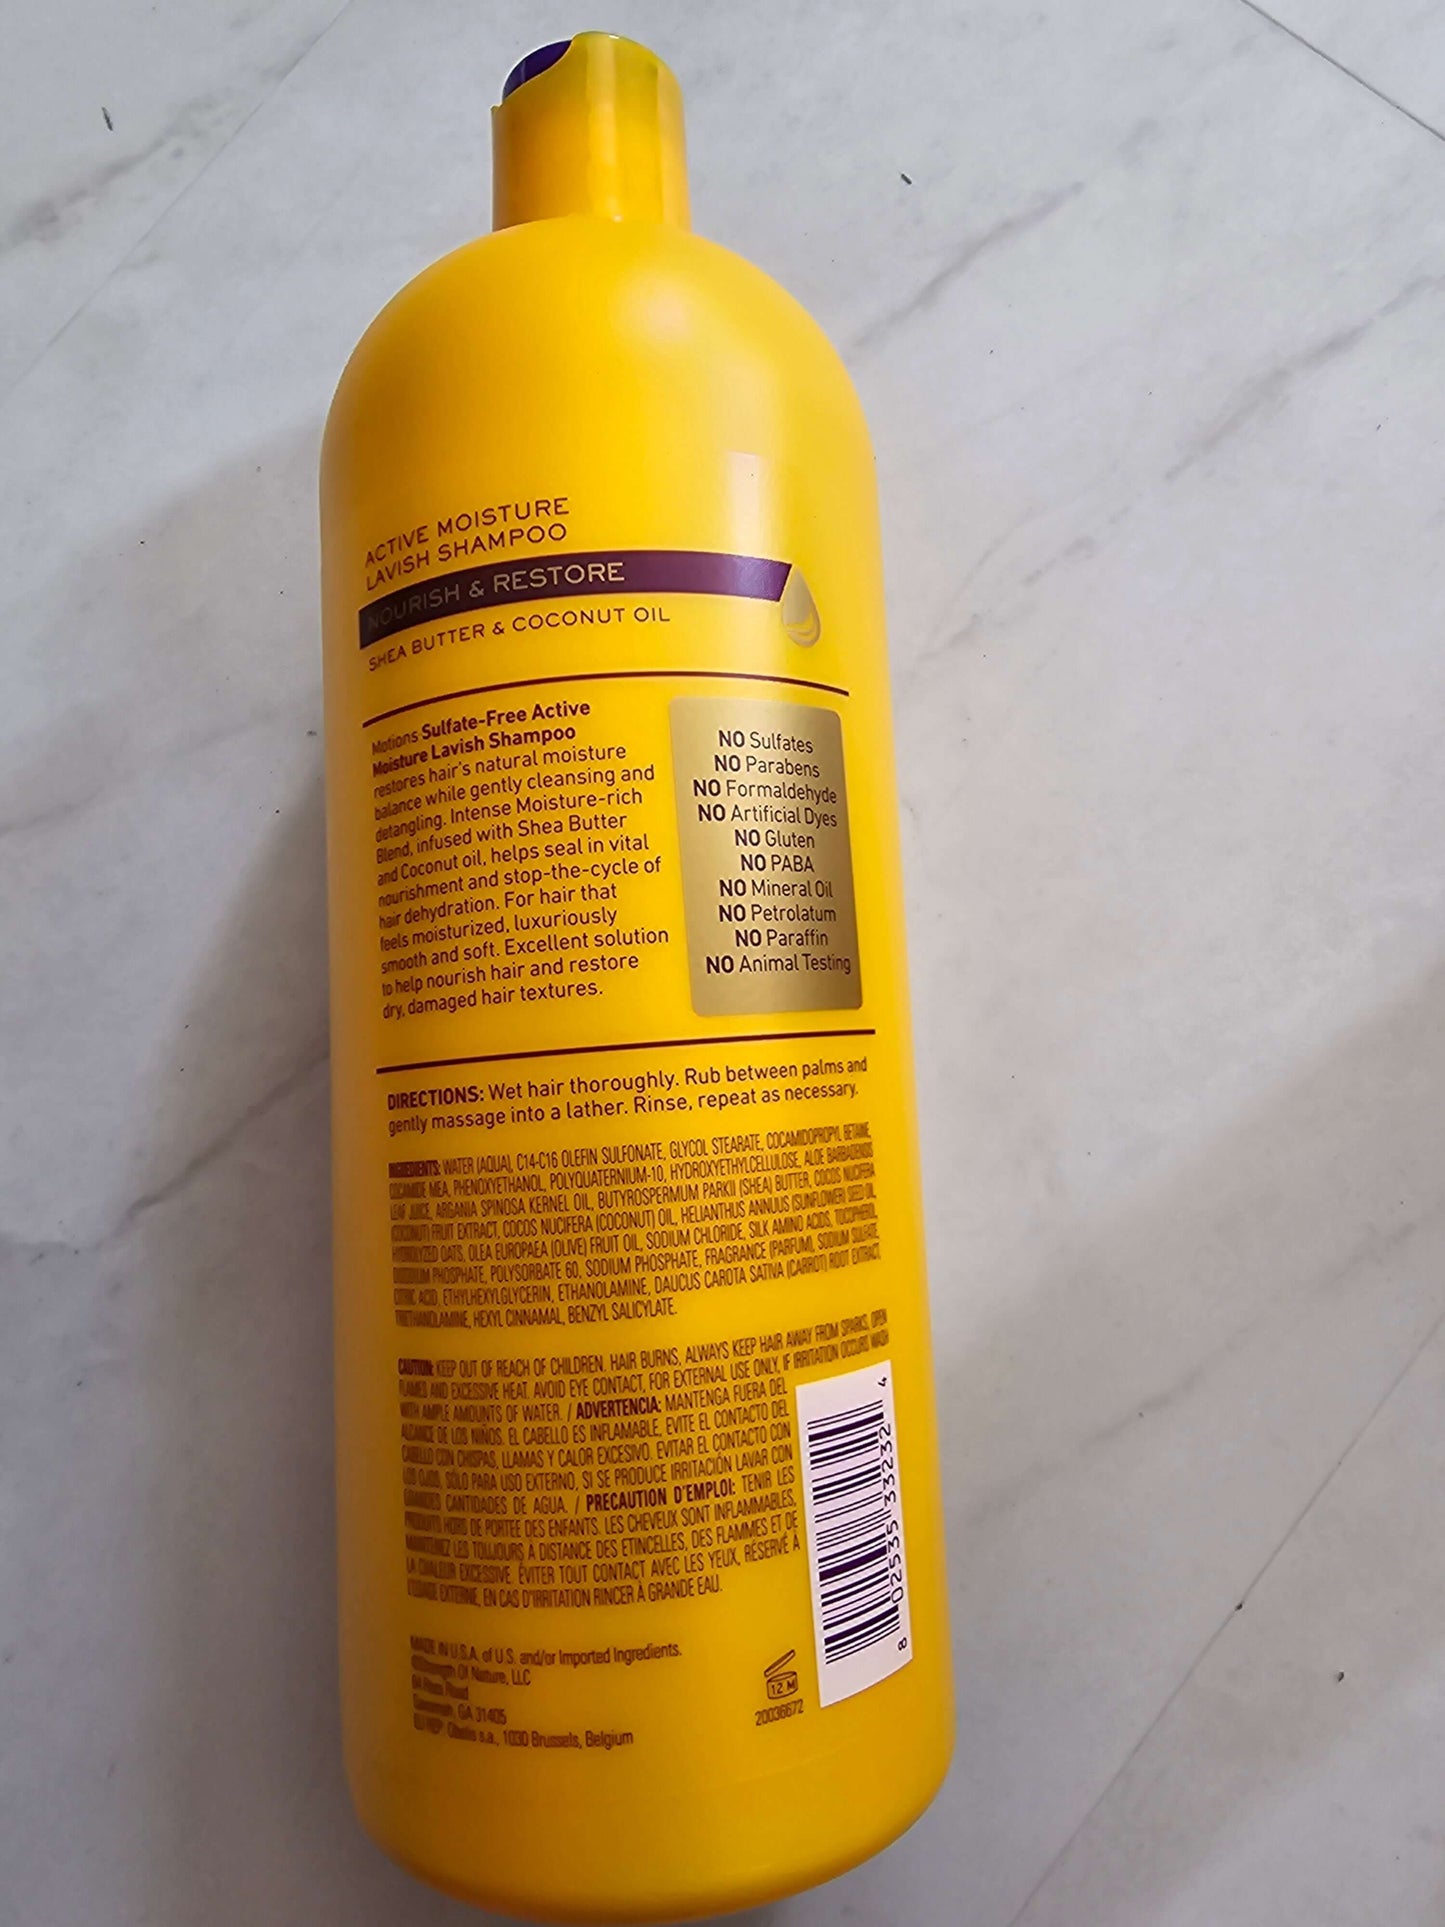 ACTIVE MOISTURE
LAVISH SHAMPOO
NOURISH & RESTORE
SHEA BUTTER & COCONUT OIL
Motions Sulfate-Free Active
Moisture Lavish Shampoo
restores hair's natural moisture
balance while gently cleansing and
detangling. Intense Moisture-rich
Blend, infused with Shea Butter
and Coconut oil, helps seal in vital
nourishment and stop-the-cycle of
hair dehydration. For hair that
feels moisturized, luxuriously
smooth and soft. Excellent solution
to help nourish hair and restore
dry, damaged hair textures.
NO Sulfates
NO Parabens
NO Formaldehyde
NO Artificial Dyes
NO Gluten
NO PABA
NO Mineral Oil
NO Petrolatum
NO Paraffin
NO Animal Testing
DIRECTIONS: Wet hair thoroughly. Rub between palms and
gently massage into a lather. Rinse, repeat as necessary.
INGREDIENTS: WATER (AQUA), C14-C16 OLEFIN SULFONATE, GLYCOL STEARATE, COCAMIDOPROPYL BETAINE,
COCAMIDE MEA, PHENOXYETHANOL, POLYQUATERNIUM-10, HYDROXYETHYLCELLULOSE, ALOE BARBADENSIS
LEAF JUICE, ARGANIA SPINOSA KERNEL OIL, BUTYROSPERMUM PARKII (SHEA) BUTTER, COCOS NUCIFERA
(COCONUT) FRUIT EXTRACT, COCOS NUCIFERA (COCONUT) OIL, HELIANTHUS ANNUUS (SUNFLOWER) SEED OIL,
HYDROLYZED OATS, OLEA EUROPAEA (OLIVE) FRUIT OIL, SODIUM CHLORIDE, SILK AMINO ACIDS, TOCOPHEROL,
DISODIUM PHOSPHATE, POLYSORBATE 60, SODIUM PHOSPHATE, FRAGRANCE (PARFUM), SODIUM SULFATE,
CITRIC ACID, ETHYLHEXYLGLYCERIN, ETHANOLAMINE, DAUCUS CAROTA SATIVA (CARROT) ROOT EXTRACT,
TRIETHANOLAMINE, HEXYL CINNAMAL, BENZYL SALICYLATE.
CAUTION: KEEP OUT OF REACH OF CHILDREN. HAIR BURNS, ALWAYS KEEP HAIR AWAY FROM SPARKS, OPEN
FLAMES AND EXCESSIVE HEAT. AVOID EYE CONTACT, FOR EXTERNAL USE ONLY, IF IRRITATION OCCURS WASH
WITH AMPLE AMOUNTS OF WATER. / ADVERTENCIA: MANTENGA FUERA DEL
ALCANCE DE LOS NIÑOS. EL CABELLO ES INFLAMABLE, EVITE EL CONTACTO DEL
CABELLO CON CHISPAS, LLAMAS Y CALOR EXCESIVO. EVITAR EL CONTACTO CON
LOS OJOS, SÓLO PARA USO EXTERNO, SI SE PRODUCE IRRITACIÓN LAVAR CON
GRANDES CANTIDADES DE AGUA. / PRECAUTION D'EMPLOI: TENIR LES
PRODUITS HORS DE PORTEE DES ENFANTS. LES CHEVEUX SONT INFLAMMABLES,
MAINTENEZ LES TOUJOURS À DISTANCE DES ETINCELLES, DES FLAMMES ET DE
LA CHALEUR EXCESSIVE. ÉVITER TOUT CONTACT AVEC LES YEUX, RÉSERVÉ À
L'USAGE EXTERNE, EN CAS D'IRRITATION RINCER À GRANDE EAU.
8 02535 33232 4
MADE IN U.S.A. of U.S. and/or Imported Ingredients.
©Strength Of Nature, LLC
64 Ross Road
Savannah, GA 31405
EU REP: Obelis s.a., 1030 Brussels, Belgium
12 M
20036672